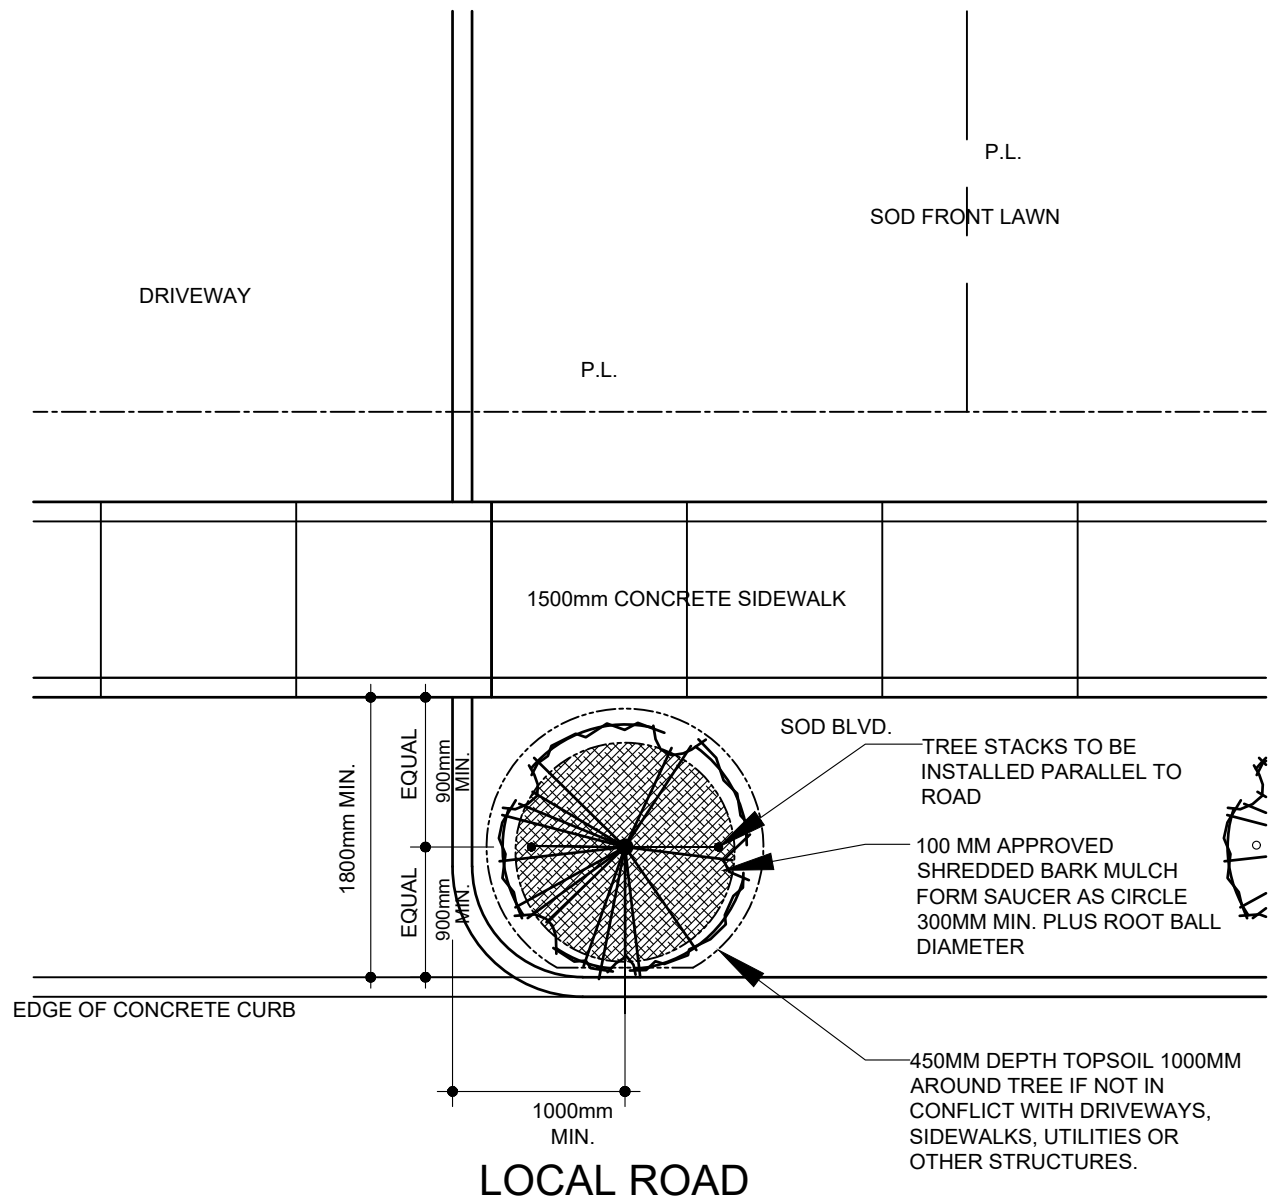 P.L.
SOD FRONT LAWN
DRIVEWAY
P.L.
1500mm CONCRETE SIDEWALK
SOD BLVD.
TREE STACKS TO BE
INSTALLED PARALLEL TO
ROAD
1800mm MIN.
EQUAL
900mm
MIN.
EQUAL
900mm
MIN.
100 MM APPROVED
SHREDDED BARK MULCH
FORM SAUCER AS CIRCLE
300MM MIN. PLUS ROOT BALL
DIAMETER
EDGE OF CONCRETE CURB
450MM DEPTH TOPSOIL 1000MM
AROUND TREE IF NOT IN
CONFLICT WITH DRIVEWAYS,
SIDEWALKS, UTILITIES OR
OTHER STRUCTURES.
1000mm
MIN.
LOCAL ROAD